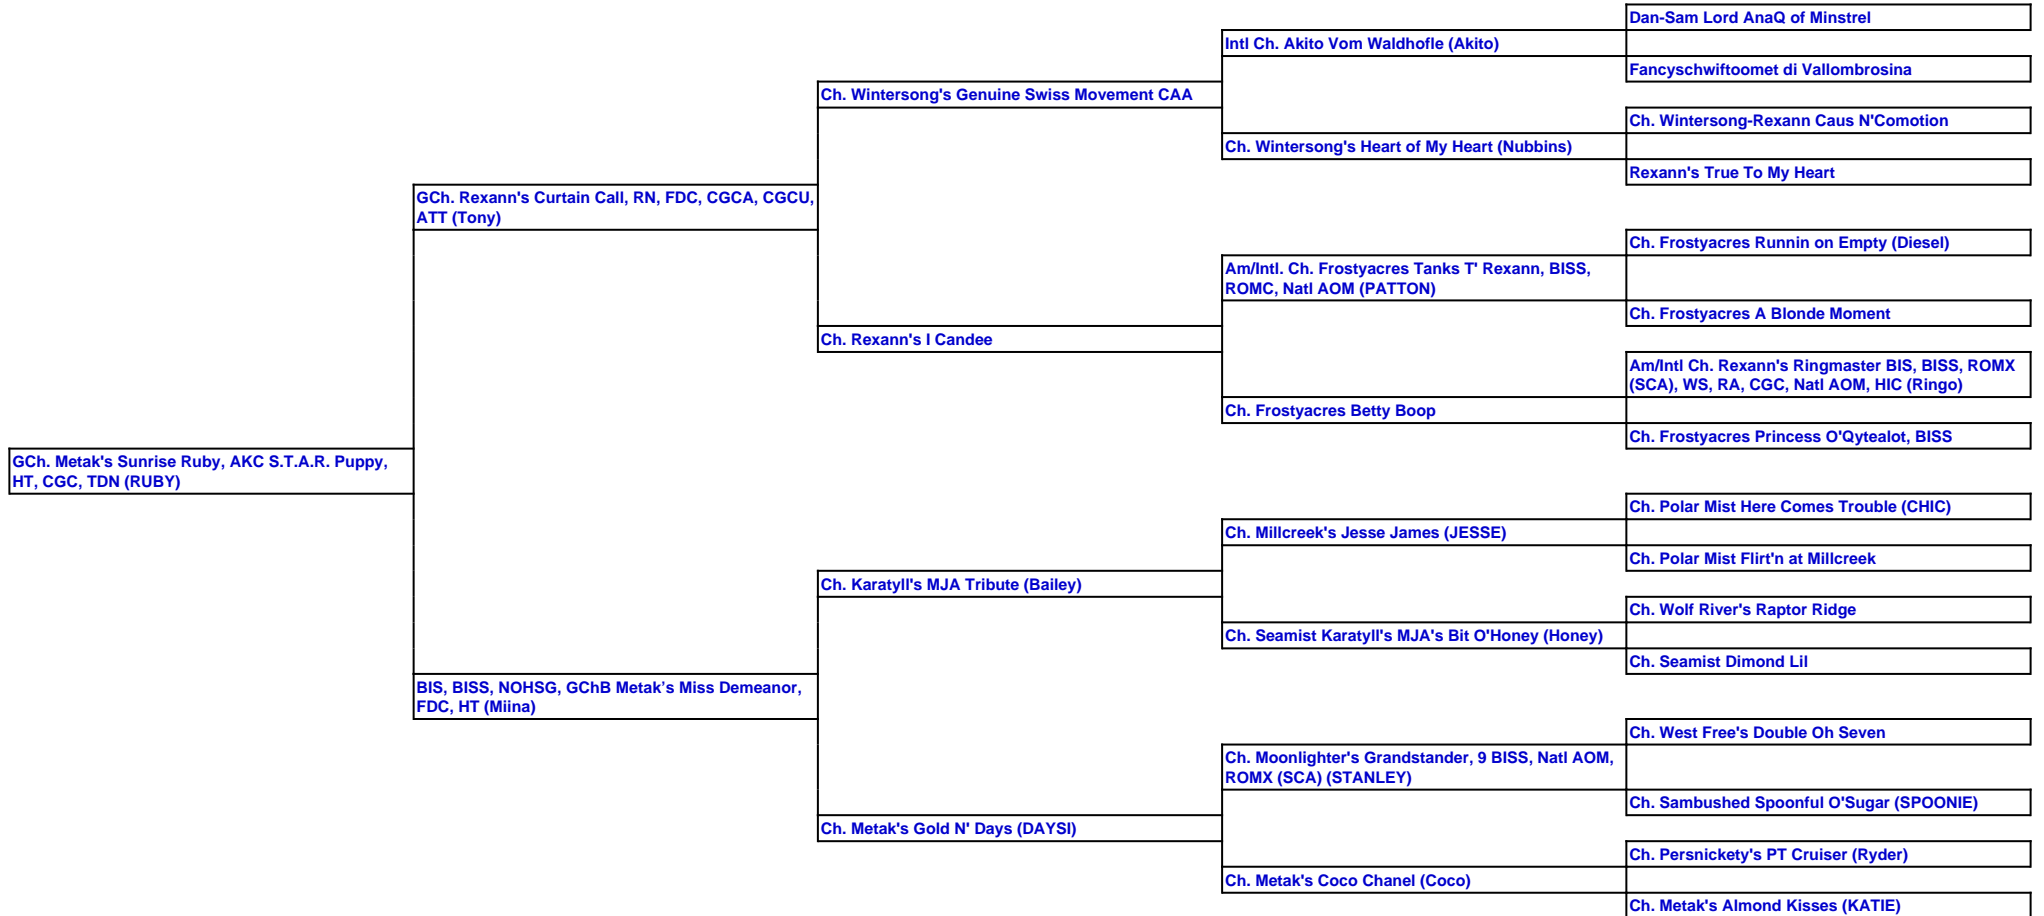 Dan-Sam Lord AnaQ of Minstrel
Intl Ch. Akito Vom Waldhofle (Akito)
Fancyschwiftoomet di Vallombrosina
Ch. Wintersong's Genuine Swiss Movement CAA
Ch. Wintersong-Rexann Caus N'Comotion
Ch. Wintersong's Heart of My Heart (Nubbins)
Rexann's True To My Heart
GCh. Rexann's Curtain Call, RN, FDC, CGCA, CGCU,
ATT (Tony)
Ch. Frostyacres Runnin on Empty (Diesel)
Am/Intl. Ch. Frostyacres Tanks T' Rexann, BISS,
ROMC, Natl AOM (PATTON)
Ch. Frostyacres A Blonde Moment
Ch. Rexann's I Candee
Am/Intl Ch. Rexann's Ringmaster BIS, BISS, ROMX
(SCA), WS, RA, CGC, Natl AOM, HIC (Ringo)
Ch. Frostyacres Betty Boop
Ch. Frostyacres Princess O'Qytealot, BISS
GCh. Metak's Sunrise Ruby, AKC S.T.A.R. Puppy,
HT, CGC, TDN (RUBY)
Ch. Polar Mist Here Comes Trouble (CHIC)
Ch. Millcreek's Jesse James (JESSE)
Ch. Polar Mist Flirt'n at Millcreek
Ch. Karatyll's MJA Tribute (Bailey)
Ch. Wolf River's Raptor Ridge
Ch. Seamist Karatyll's MJA's Bit O'Honey (Honey)
Ch. Seamist Dimond Lil
BIS, BISS, NOHSG, GChB Metak’s Miss Demeanor,
FDC, HT (Miina)
Ch. West Free's Double Oh Seven
Ch. Moonlighter's Grandstander, 9 BISS, Natl AOM,
ROMX (SCA) (STANLEY)
Ch. Sambushed Spoonful O'Sugar (SPOONIE)
Ch. Metak's Gold N' Days (DAYSI)
Ch. Persnickety's PT Cruiser (Ryder)
Ch. Metak's Coco Chanel (Coco)
Ch. Metak's Almond Kisses (KATIE)